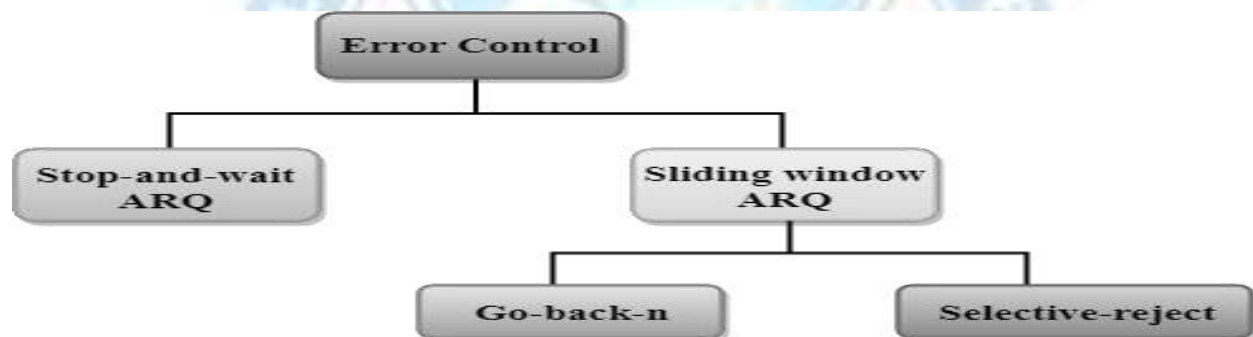 Error Control
Stop-and-wait
ARQ
Sliding window
ARQ
Go-back-n
Selective-reject